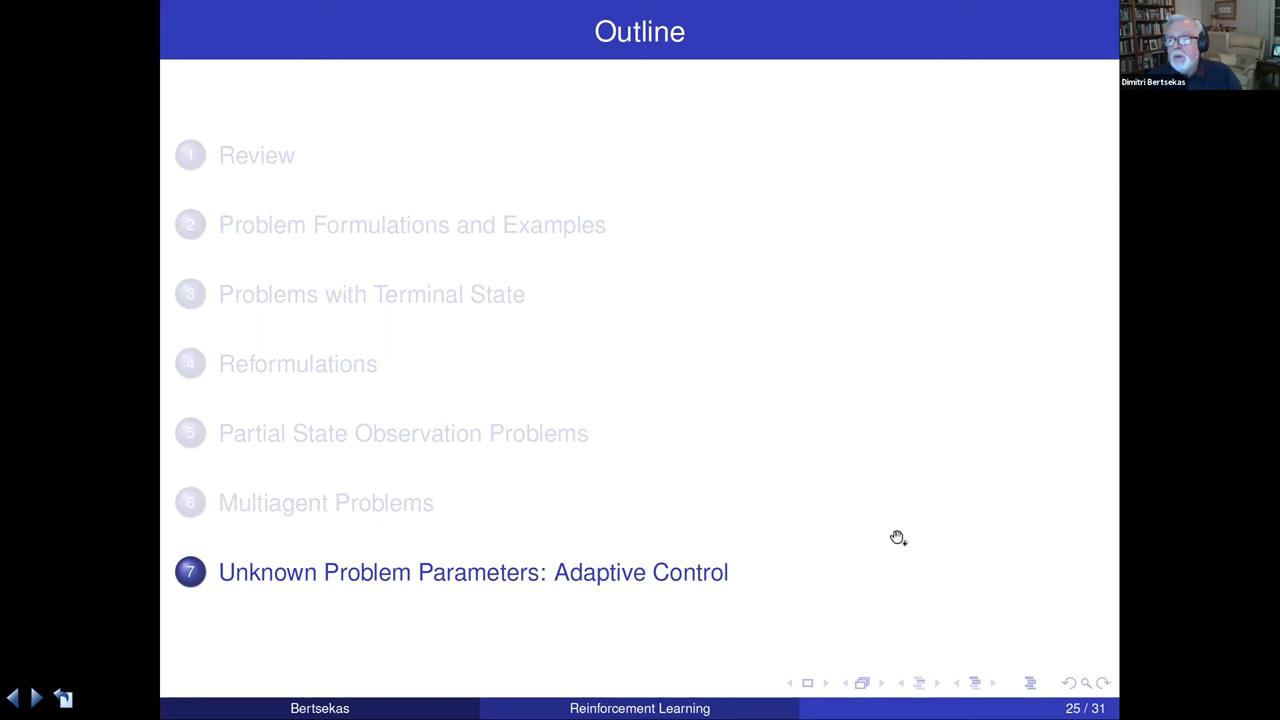 Outline
Dimitri Bertsekas
1 Review
2 Problem Formulations and Examples
3 Problems with Terminal State
4 Reformulations
5 Partial State Observation Problems
6 Multiagent Problems
7 Unknown Problem Parameters: Adaptive Control
Bertsekas Reinforcement Learning 25 / 31